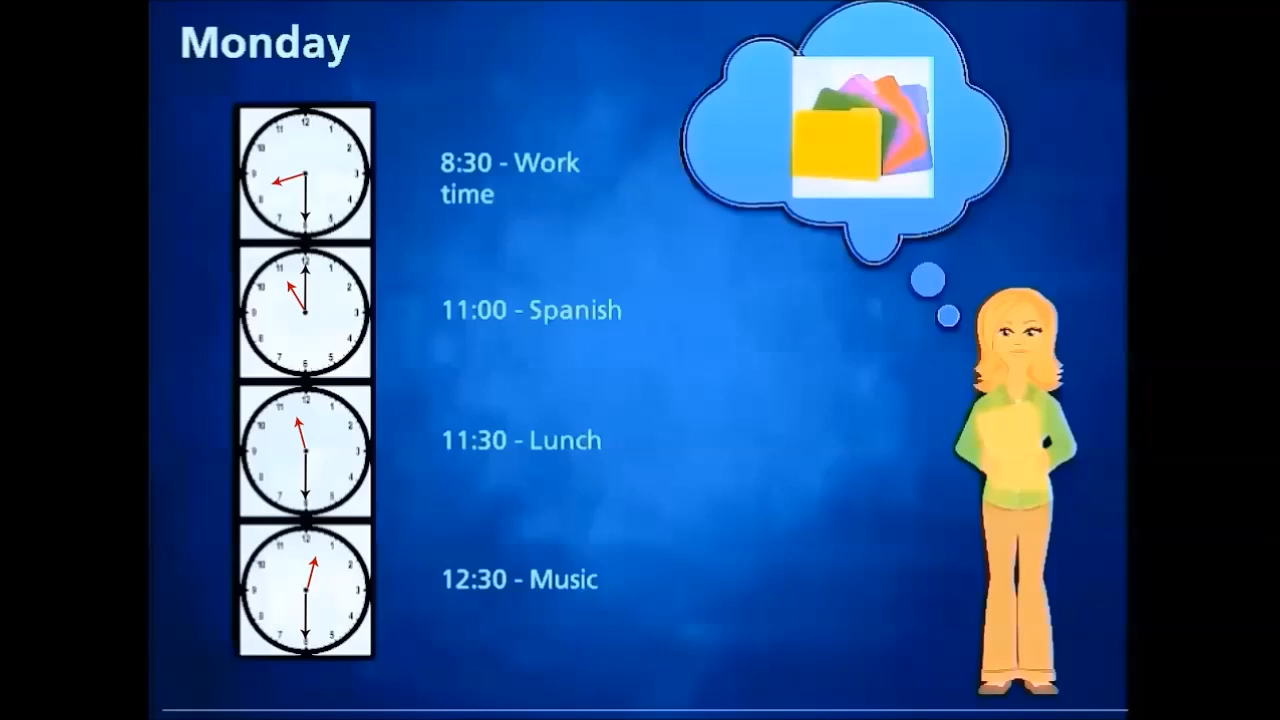 Monday
8:30 - Work
time
11:00 - Spanish
11:30 - Lunch
12:30 - Music